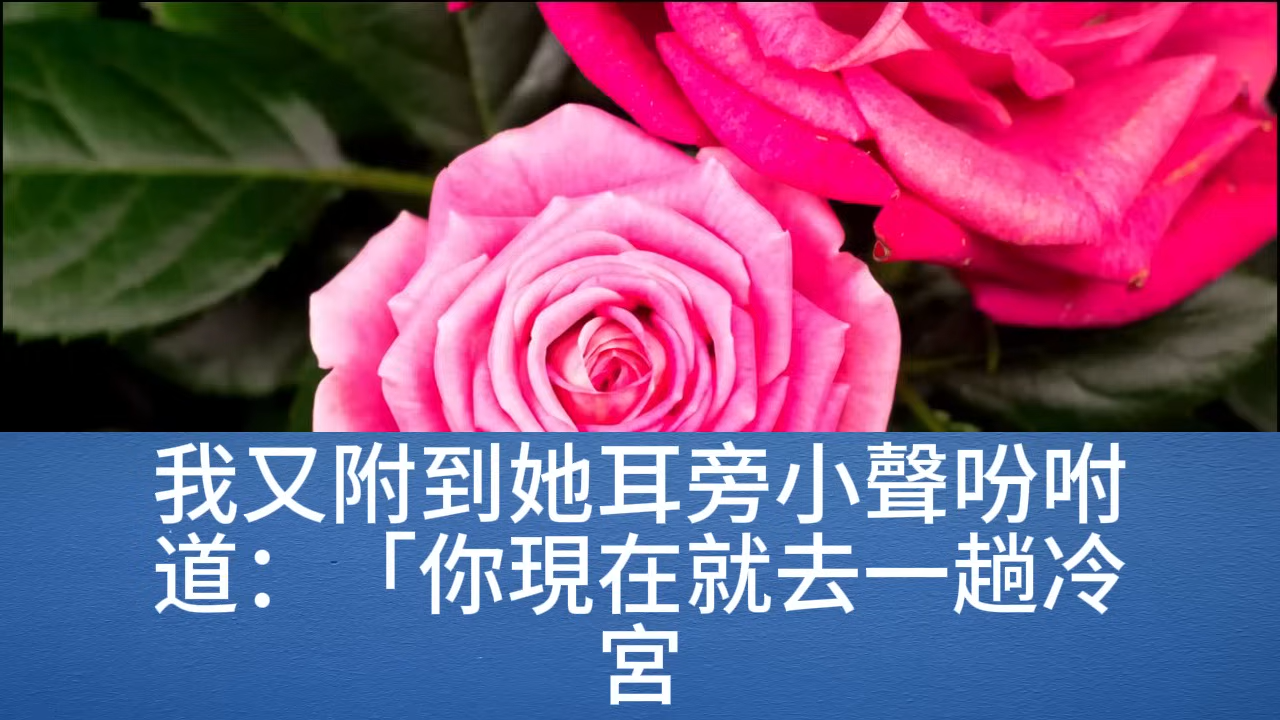 我又附到她耳旁小聲吩咐
道：「你現在就去一趟冷
宮